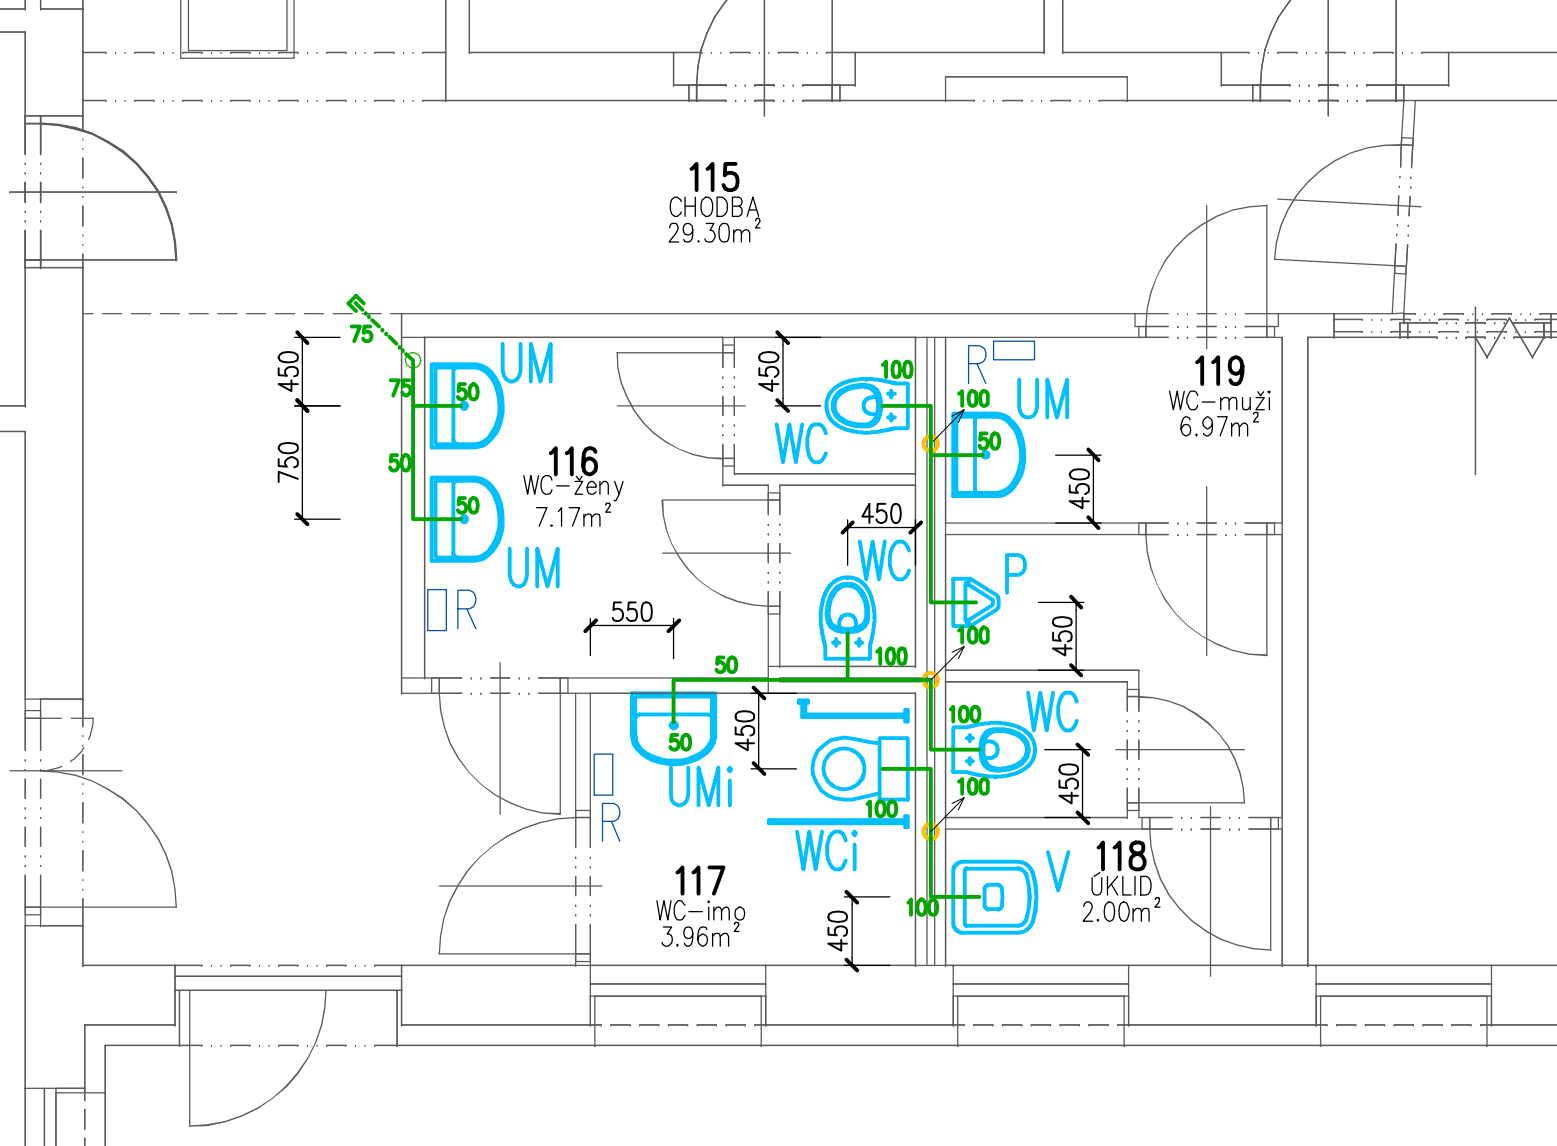 115
CHODBA
29.30m²
75
75
50
50
50
450
750
UM
UM
116
WC-ženy
7.17m²
R
450
100
WC
450
WC
100
R
UM
100
50
119
WC-muži
6.97m²
450
P
450
100
550
50
50
UMi
450
R
100
WCi
117
WC-imo
3.96m²
450
100
WC
450
100
100
V
118
ÚKLID
2.00m²